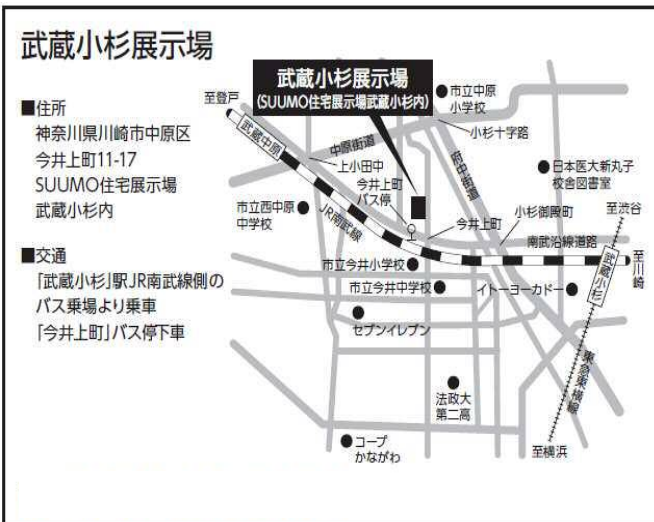 武蔵小杉展示場
■住所
神奈川県川崎市中原区
今井上町11-17
SUUMO住宅展示場
武蔵小杉内
■交通
「武蔵小杉」駅JR南武線側の
バス乗場より乗車
「今井上町」バス停下車
武蔵小杉展示場
(SUUMO住宅展示場武蔵小杉内)
至登戸
武蔵中原
中原街道
上小田中
市立中原
小学校
小杉十字路
府中街道
日本医大新丸子
校舎図書室
今井上町
バス停
市立西中原
中学校
JR南武線
今井上町
小杉御殿町
至渋谷
南武沿線道路
武蔵小杉
至川崎
市立今井小学校
市立今井中学校
イトーヨーカドー
セブンイレブン
東急東横線
法政大
第二高
コープ
かながわ
至横浜